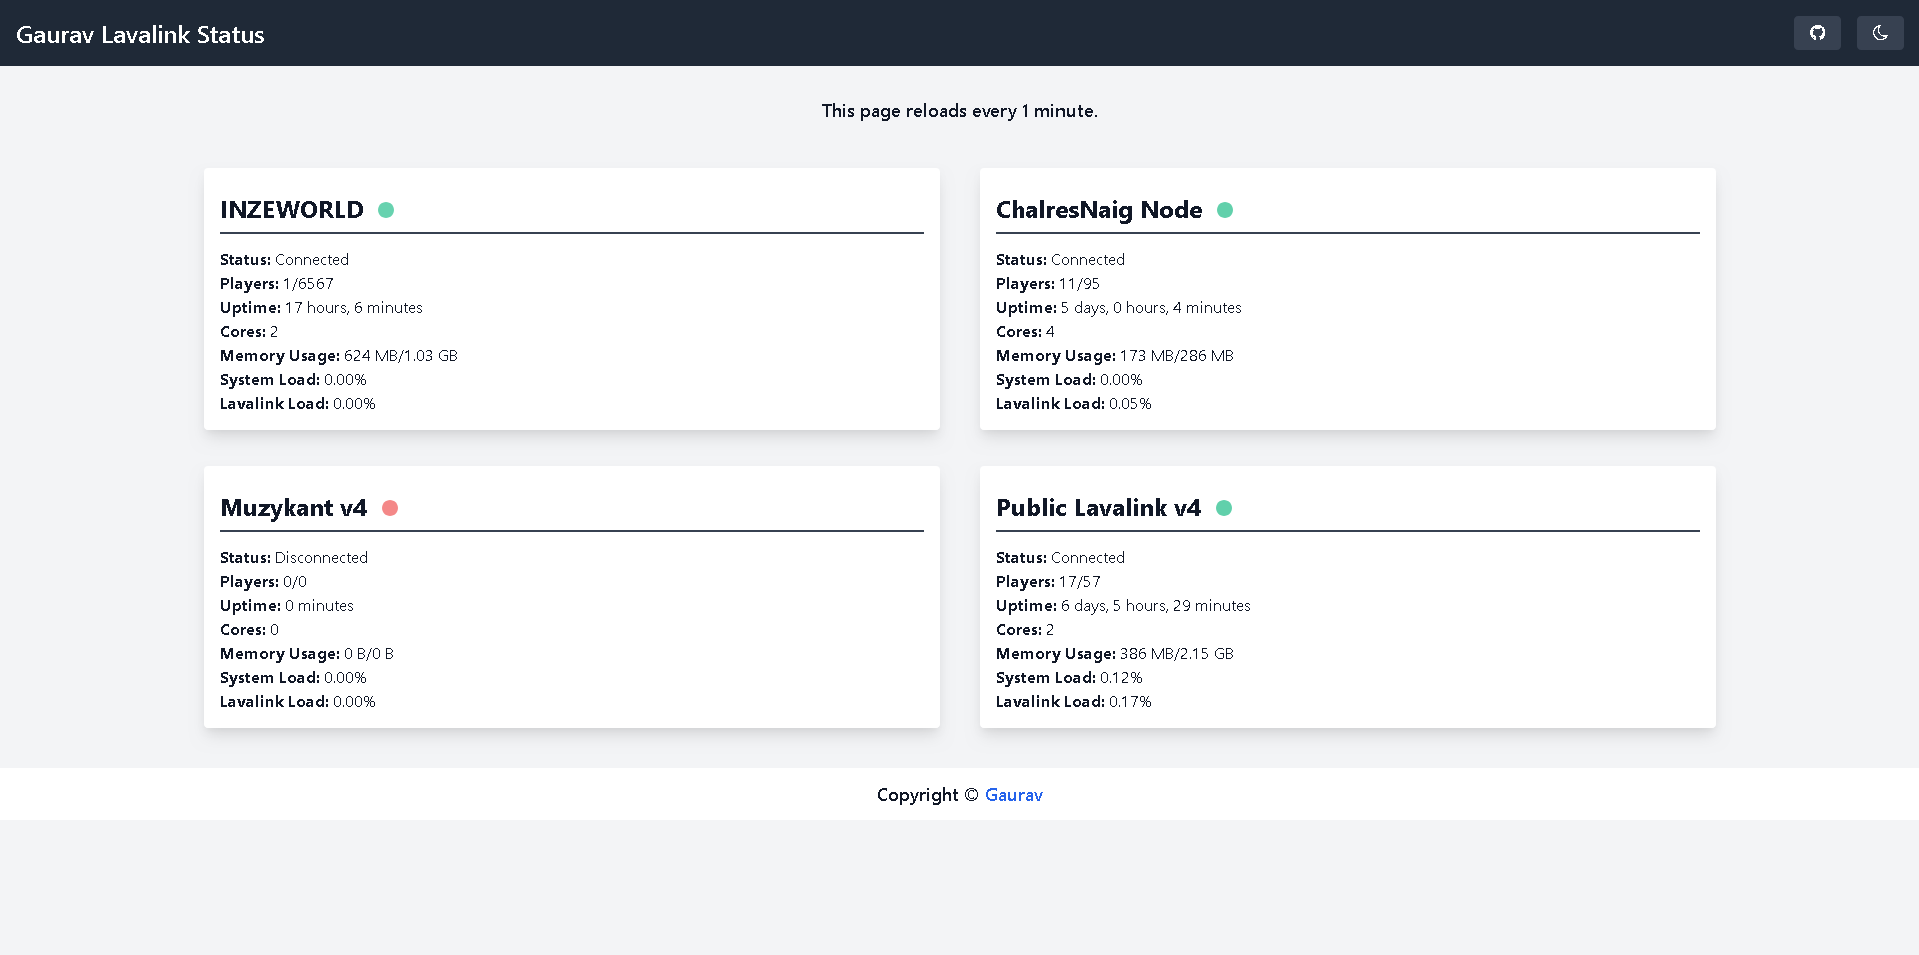 Gaurav Lavalink Status
This page reloads every 1 minute.
INZEWORLD
Status: Connected
Players: 1/6567
Uptime: 17 hours, 6 minutes
Cores: 2
Memory Usage: 624 MB/1.03 GB
System Load: 0.00%
Lavalink Load: 0.00%
ChalresNaig Node
Status: Connected
Players: 11/95
Uptime: 5 days, 0 hours, 4 minutes
Cores: 4
Memory Usage: 173 MB/286 MB
System Load: 0.00%
Lavalink Load: 0.05%
Muzykant v4
Status: Disconnected
Players: 0/0
Uptime: 0 minutes
Cores: 0
Memory Usage: 0 B/0 B
System Load: 0.00%
Lavalink Load: 0.00%
Public Lavalink v4
Status: Connected
Players: 17/57
Uptime: 6 days, 5 hours, 29 minutes
Cores: 2
Memory Usage: 386 MB/2.15 GB
System Load: 0.12%
Lavalink Load: 0.17%
Copyright © Gaurav